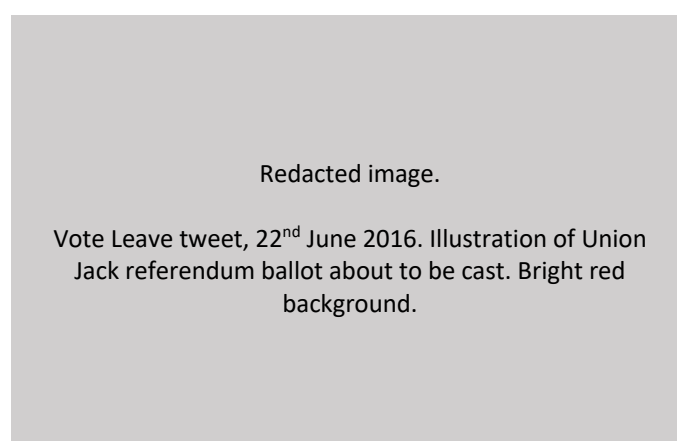 Redacted image.
Vote Leave tweet, 22nd June 2016. Illustration of Union
Jack referendum ballot about to be cast. Bright red
background.